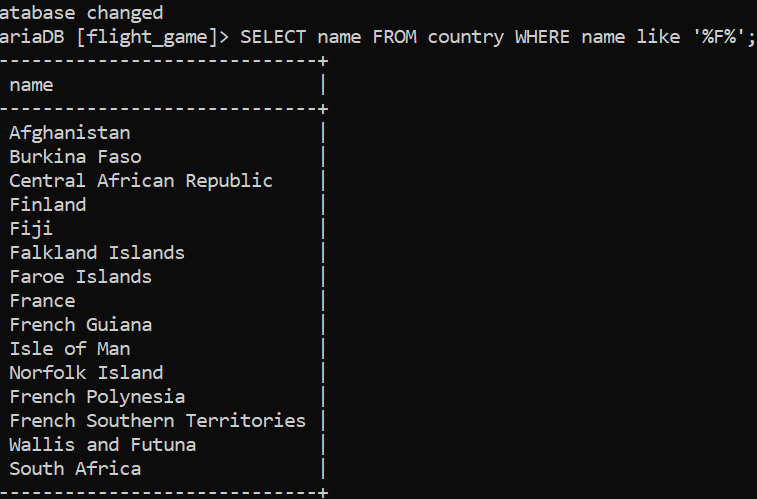 atabase changed
ariaDB [flight_game]> SELECT name FROM country WHERE name like '%F%';
-----------------------------+
name                         |
-----------------------------+
Afghanistan                  |
Burkina Faso                 |
Central African Republic     |
Finland                      |
Fiji                         |
Falkland Islands             |
Faroe Islands                |
France                       |
French Guiana                |
Isle of Man                  |
Norfolk Island               |
French Polynesia             |
French Southern Territories |
Wallis and Futuna            |
South Africa                 |
-----------------------------+